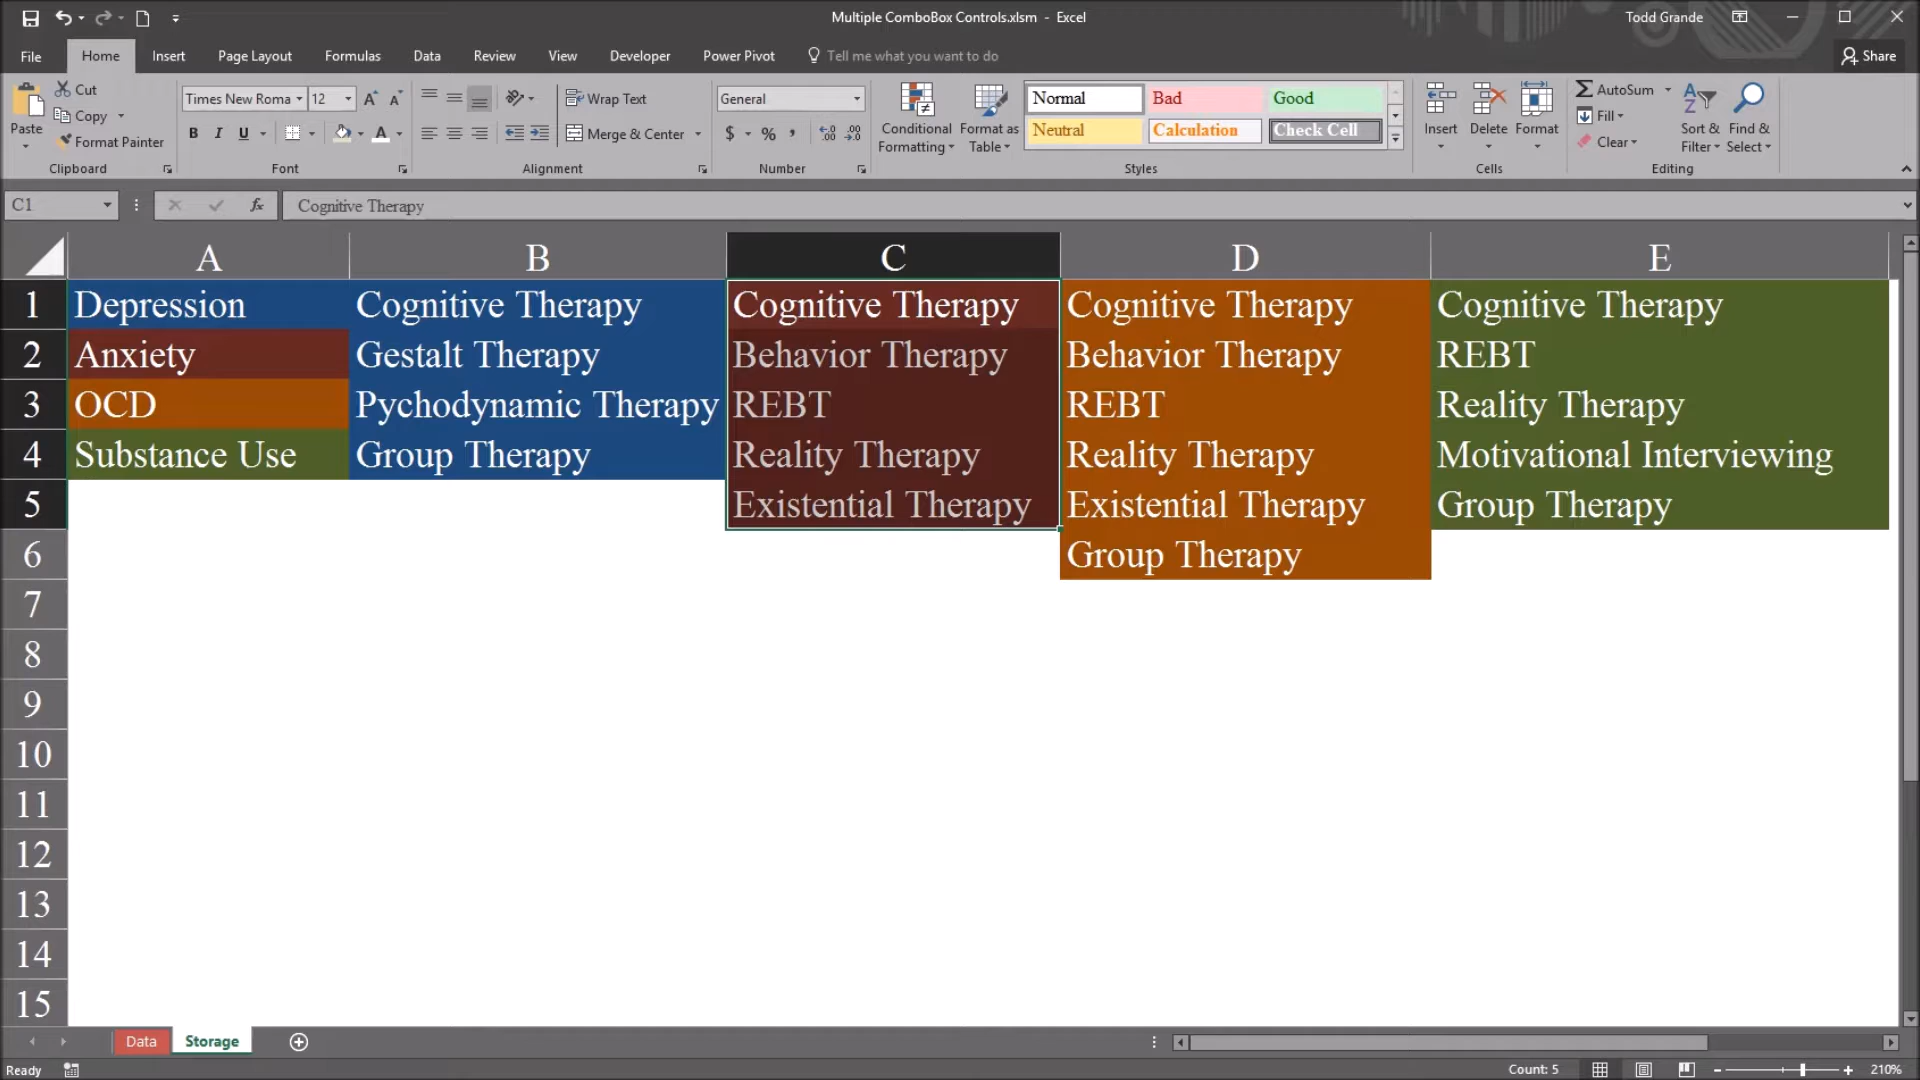 Multiple ComboBox Controls.xlsm - Excel
Todd Grande
File Home Insert Page Layout Formulas Data Review View Developer Power Pivot Tell me what you want to do Share
Paste
Cut
Copy
Format Painter
Clipboard
Times New Roma 12
B I U
Font
Wrap Text
Merge & Center
Alignment
General
$ % ,
Number
Conditional Formatting
Format as Table
Normal Bad Good
Neutral Calculation Check Cell
Styles
Insert Delete Format
Cells
AutoSum
Fill
Clear
Sort & Filter
Find & Select
Editing
C1 fx Cognitive Therapy
A B C D E
1 Depression Cognitive Therapy Cognitive Therapy Cognitive Therapy Cognitive Therapy
2 Anxiety Gestalt Therapy Behavior Therapy Behavior Therapy REBT
3 OCD Pychodynamic Therapy REBT REBT Reality Therapy
4 Substance Use Group Therapy Reality Therapy Reality Therapy Motivational Interviewing
5 Existential Therapy Existential Therapy Group Therapy
6 Group Therapy
7
8
9
10
11
12
13
14
15
Data Storage
Ready Count: 5 210%